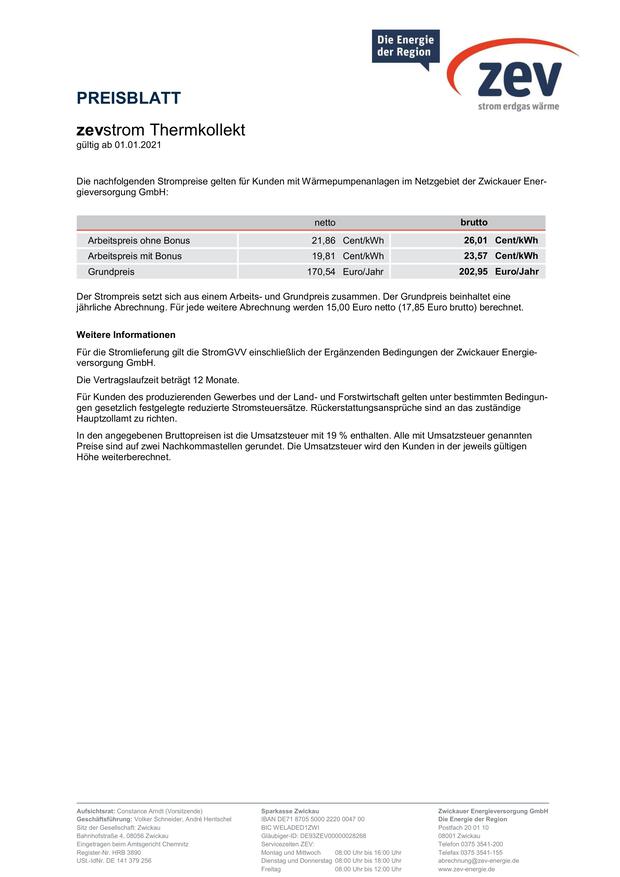 Die Energie
der Region
zev
strom erdgas wärme
PREISBLATT
zevstrom Thermkollekt
gültig ab 01.01.2021
Die nachfolgenden Strompreise gelten für Kunden mit Wärmepumpenanlagen im Netzgebiet der Zwickauer Ener-
gieversorgung GmbH:
netto brutto
Arbeitspreis ohne Bonus 21,86 Cent/kWh 26,01 Cent/kWh
Arbeitspreis mit Bonus 19,81 Cent/kWh 23,57 Cent/kWh
Grundpreis 170,54 Euro/Jahr 202,95 Euro/Jahr
Der Strompreis setzt sich aus einem Arbeits- und Grundpreis zusammen. Der Grundpreis beinhaltet eine
jährliche Abrechnung. Für jede weitere Abrechnung werden 15,00 Euro netto (17,85 Euro brutto) berechnet.
Weitere Informationen
Für die Stromlieferung gilt die StromGVV einschließlich der Ergänzenden Bedingungen der Zwickauer Energie-
versorgung GmbH.
Die Vertragslaufzeit beträgt 12 Monate.
Für Kunden des produzierenden Gewerbes und der Land- und Forstwirtschaft gelten unter bestimmten Bedingun-
gen gesetzlich festgelegte reduzierte Stromsteuersätze. Rückerstattungsansprüche sind an das zuständige
Hauptzollamt zu richten.
In den angegebenen Bruttopreisen ist die Umsatzsteuer mit 19 % enthalten. Alle mit Umsatzsteuer genannten
Preise sind auf zwei Nachkommastellen gerundet. Die Umsatzsteuer wird den Kunden in der jeweils gültigen
Höhe weiterberechnet.
Aufsichtsrat: Constance Arndt (Vorsitzende)
Geschäftsführung: Volker Schneider, André Hentschel
Sitz der Gesellschaft: Zwickau
Bahnhofstraße 4, 08056 Zwickau
Eingetragen beim Amtsgericht Chemnitz
Register-Nr. HRB 3890
USt.-IdNr. DE 141 379 256
Sparkasse Zwickau
IBAN DE71 8705 5000 2220 0047 00
BIC WELADED1ZWI
Gläubiger-ID: DE93ZEV00000028268
Servicezeiten ZEV:
Montag und Mittwoch 08:00 Uhr bis 16:00 Uhr
Dienstag und Donnerstag 08:00 Uhr bis 18:00 Uhr
Freitag 08:00 Uhr bis 12:00 Uhr
Zwickauer Energieversorgung GmbH
Die Energie der Region
Postfach 20 01 10
08001 Zwickau
Telefon 0375 3541-200
Telefax 0375 3541-155
abrechnung@zev-energie.de
www.zev-energie.de